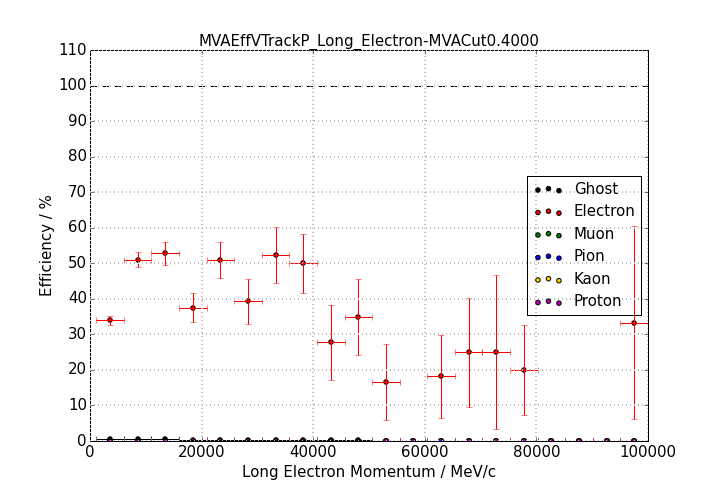 MVAEffVTrackP_Long_Electron-MVACut0.4000
110
100
90
80
70
60
50
40
30
20
10
0
Efficiency / %
Ghost
Electron
Muon
Pion
Kaon
Proton
0 20000 40000 60000 80000 100000
Long Electron Momentum / MeV/c